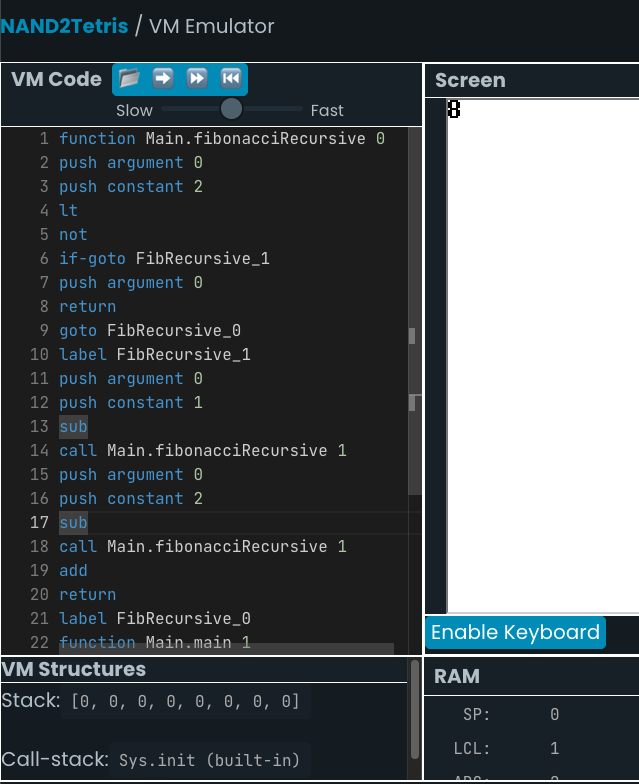 NAND2Tetris / VM Emulator
VM Code
Slow Fast
1 function Main.fibonacciRecursive 0
2 push argument 0
3 push constant 2
4 lt
5 not
6 if-goto FibRecursive_1
7 push argument 0
8 return
9 goto FibRecursive_0
10 label FibRecursive_1
11 push argument 0
12 push constant 1
13 sub
14 call Main.fibonacciRecursive 1
15 push argument 0
16 push constant 2
17 sub
18 call Main.fibonacciRecursive 1
19 add
20 return
21 label FibRecursive_0
22 function Main.main 1
VM Structures
Stack: [0, 0, 0, 0, 0, 0, 0, 0]
Call-stack: Sys.init (built-in)
Screen
8
Enable Keyboard
RAM
SP: 0
LCL: 1